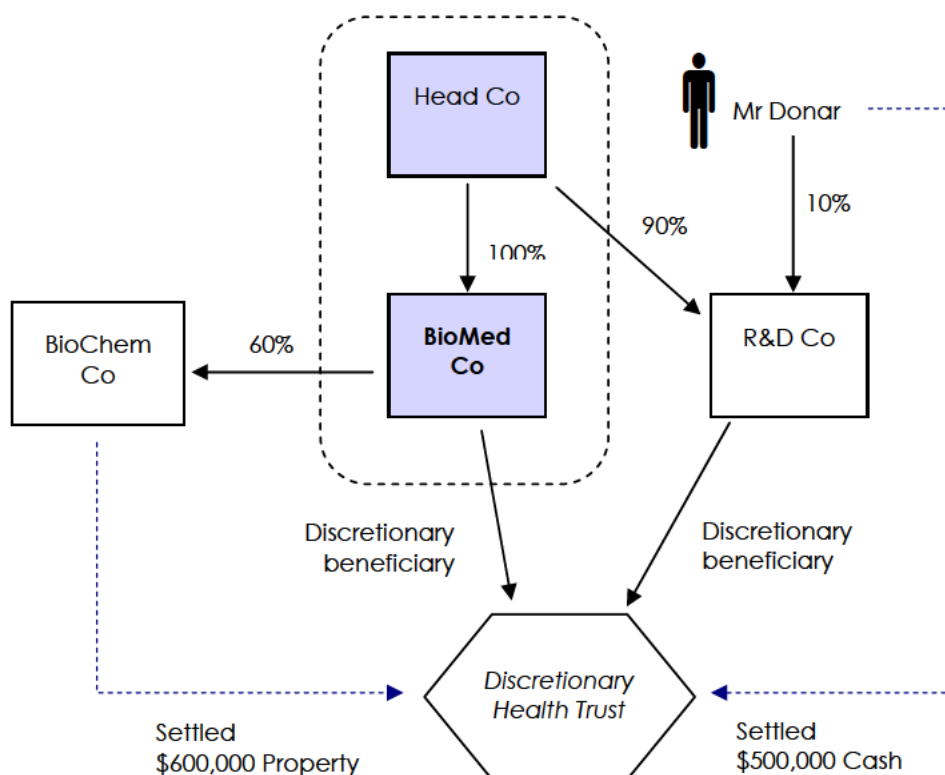 Head Co
Mr Donar
10%
90%
100%
BioChem
Co
60%
BioMed
Co
R&D Co
Discretionary
beneficiary
Discretionary
beneficiary
Discretionary
Health Trust
Settled
$600,000 Property
Settled
$500,000 Cash